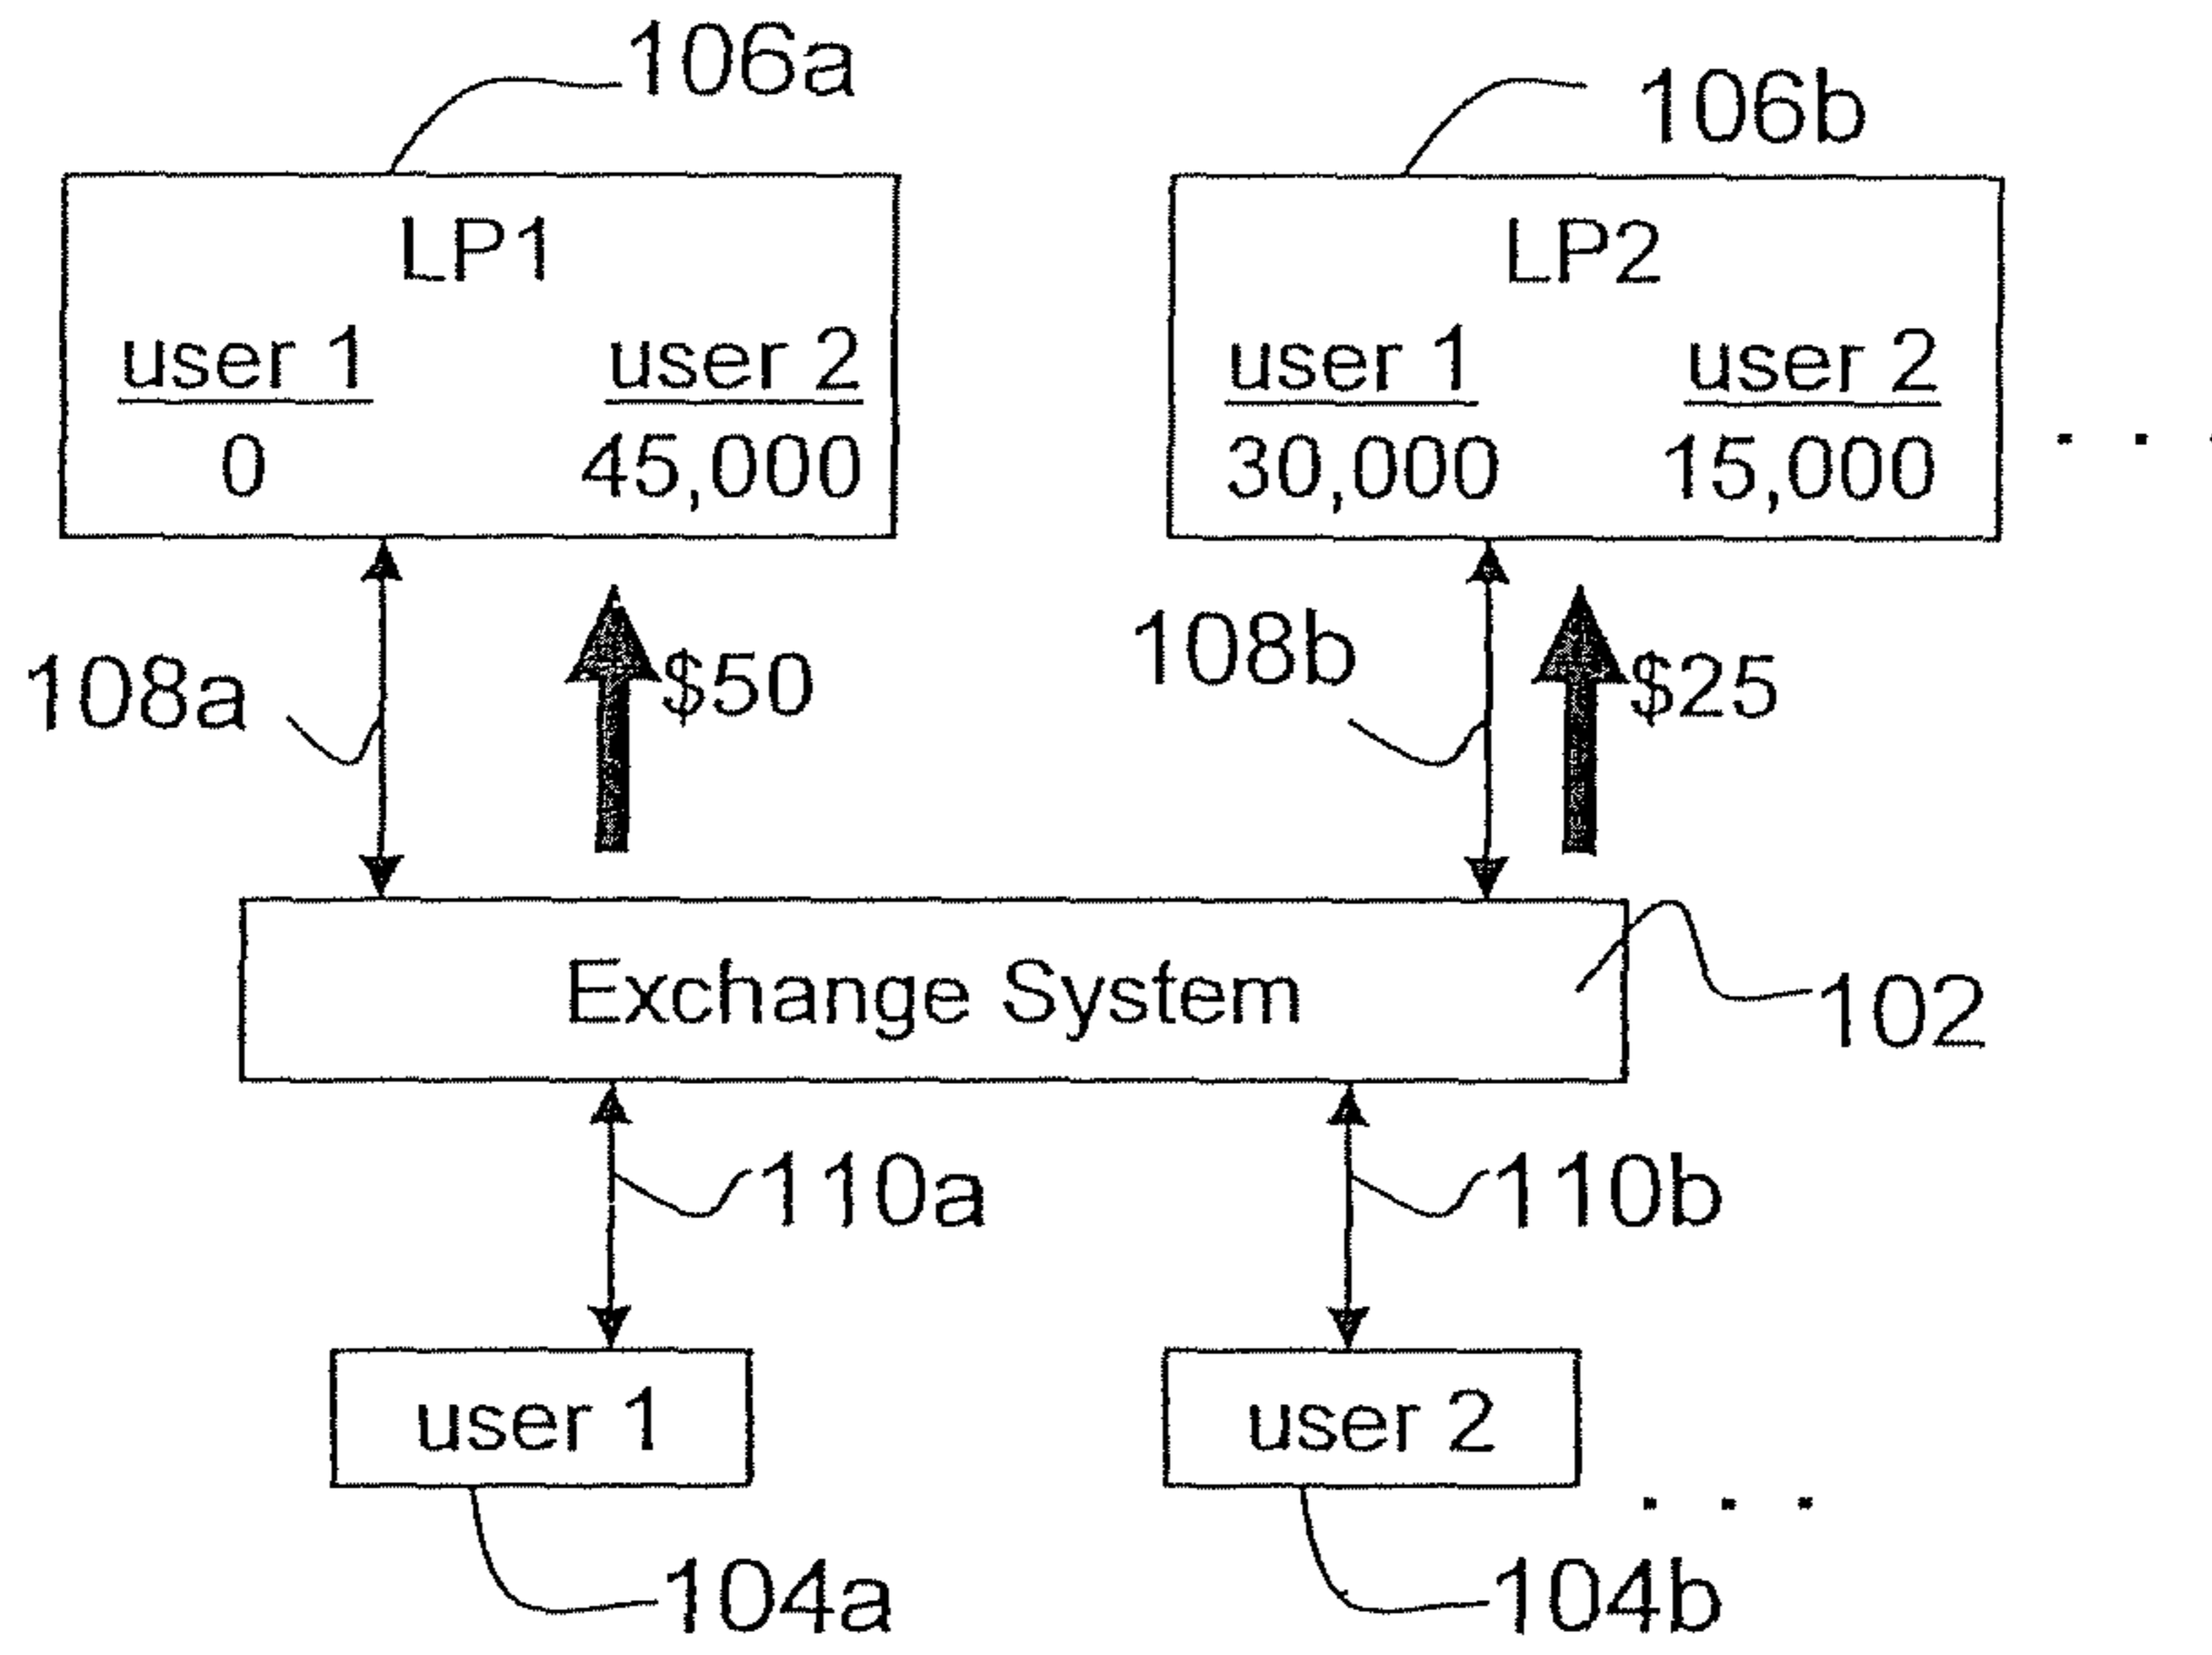 106a
106b
LP1
LP2
user 1 user 2
user 1 user 2
0 45,000
30,000 15,000
108a
$50
108b
$25
Exchange System
102
110a
110b
user 1
user 2
104a
104b